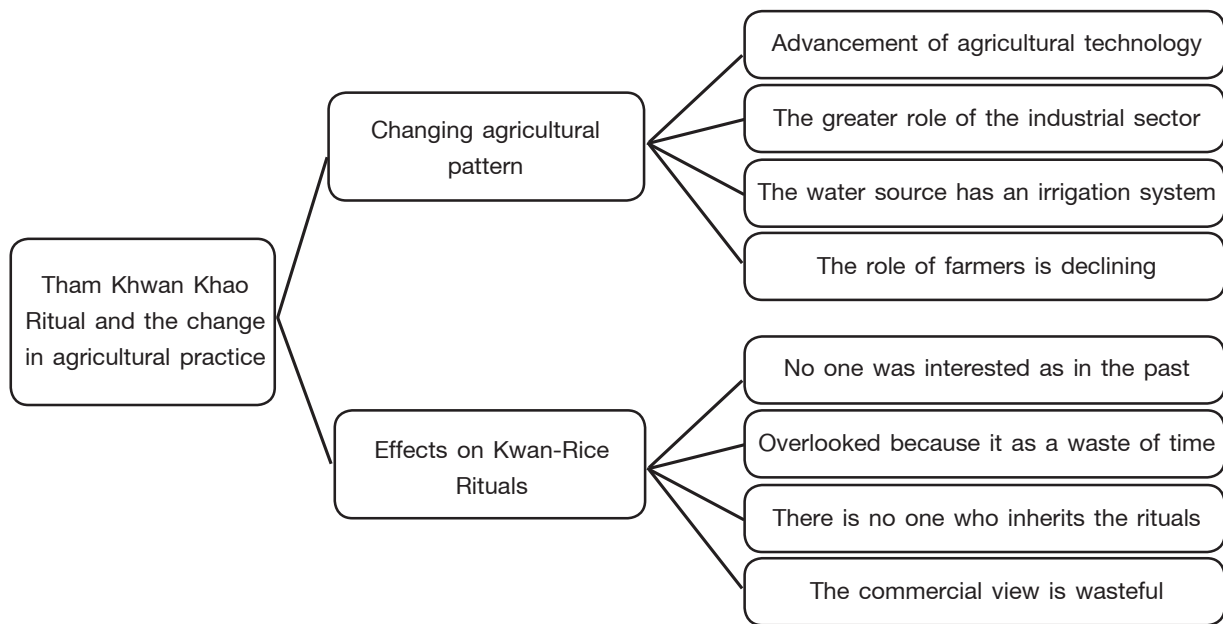 Tham Khwan Khao
Ritual and the change
in agricultural practice
Changing agricultural
pattern
Advancement of agricultural technology
The greater role of the industrial sector
The water source has an irrigation system
The role of farmers is declining
Effects on Kwan-Rice
Rituals
No one was interested as in the past
Overlooked because it as a waste of time
There is no one who inherits the rituals
The commercial view is wasteful